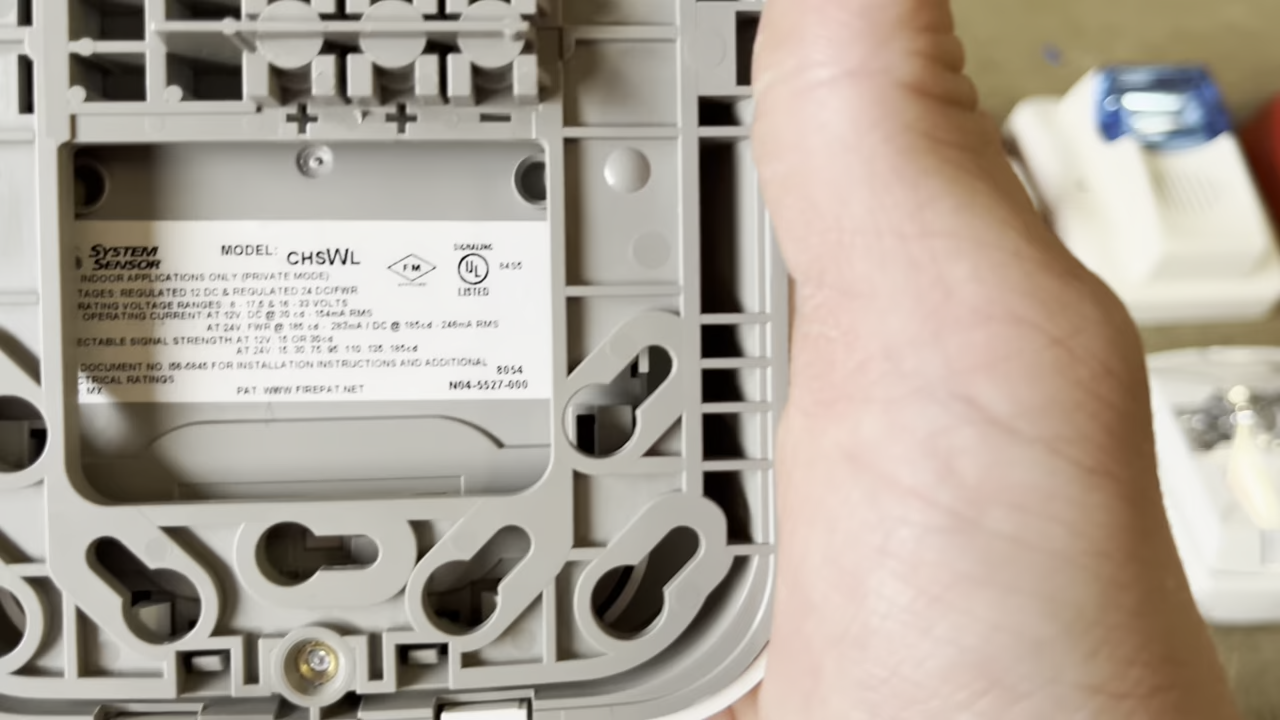 SYSTEM SENSOR
MODEL: CHSWL
FM
SIGNALING
UL
LISTED
8455
INDOOR APPLICATIONS ONLY (PRIVATE MODE)
TAGES: REGULATED 12 DC & REGULATED 24 DC/FWR
RATING VOLTAGE RANGES: 8 - 17.5 & 16 - 33 VOLTS
OPERATING CURRENT: AT 12V, DC @ 30 cd - 154mA RMS
AT 24V, FWR @ 185 cd - 283mA / DC @ 185cd - 246mA RMS
ECTABLE SIGNAL STRENGTH: AT 12V, 15 OR 30cd
AT 24V: 15, 30, 75, 95, 110, 135, 185cd
DOCUMENT NO. I56-6845 FOR INSTALLATION INSTRUCTIONS AND ADDITIONAL
CTRICAL RATINGS
8054
MX
PAT: WWW.FIREPAT.NET
N04-5527-000